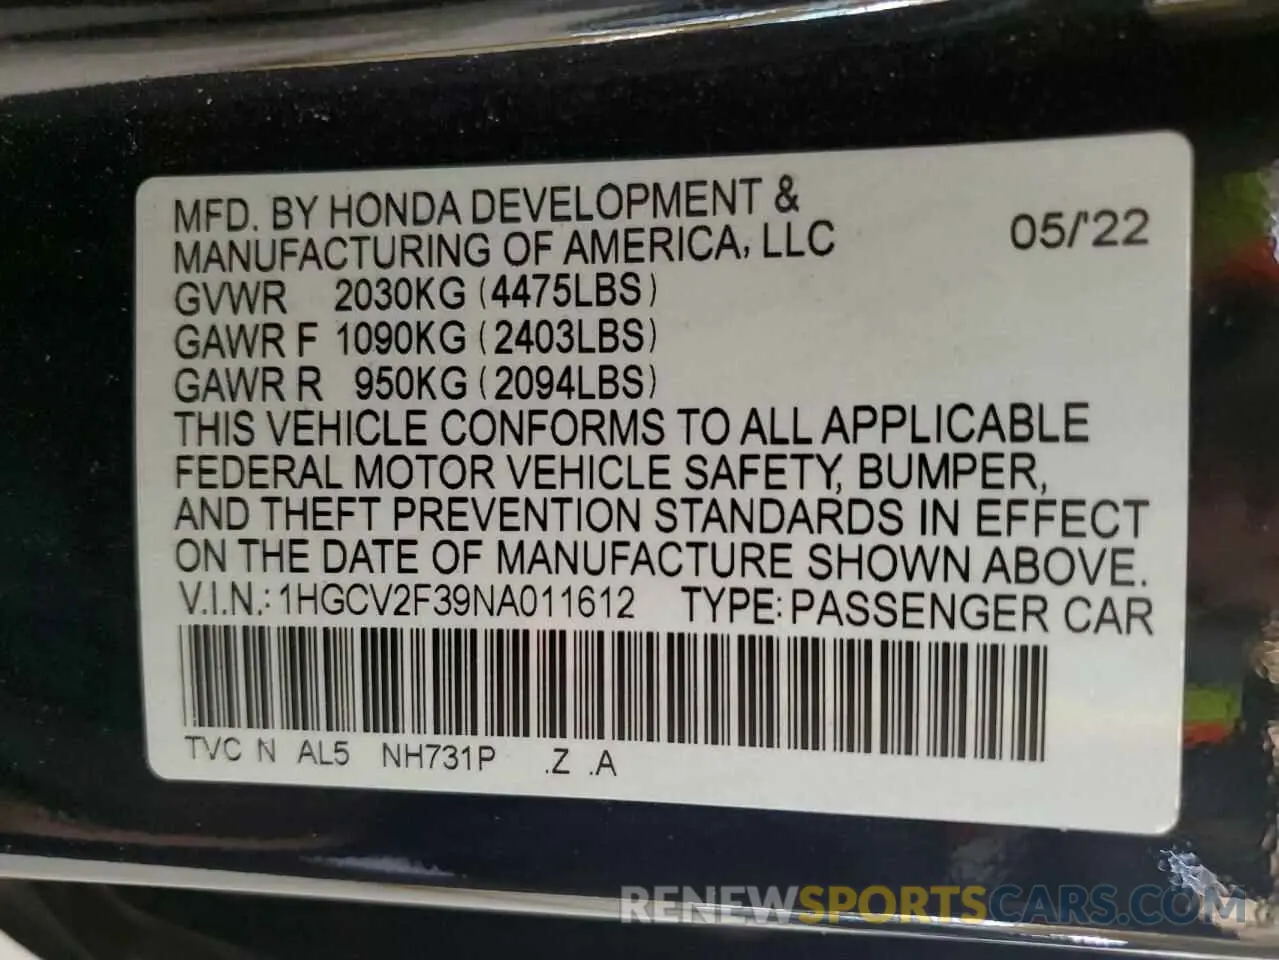 MFD. BY HONDA DEVELOPMENT &
MANUFACTURING OF AMERICA, LLC 05/'22
GVWR 2030KG (4475LBS)
GAWR F 1090KG (2403LBS)
GAWR R 950KG (2094LBS)
THIS VEHICLE CONFORMS TO ALL APPLICABLE
FEDERAL MOTOR VEHICLE SAFETY, BUMPER,
AND THEFT PREVENTION STANDARDS IN EFFECT
ON THE DATE OF MANUFACTURE SHOWN ABOVE.
V.I.N.: 1HGCV2F39NA011612 TYPE: PASSENGER CAR
TVC N AL5 NH731P .Z .A
RENEWSPORTSCARS.COM